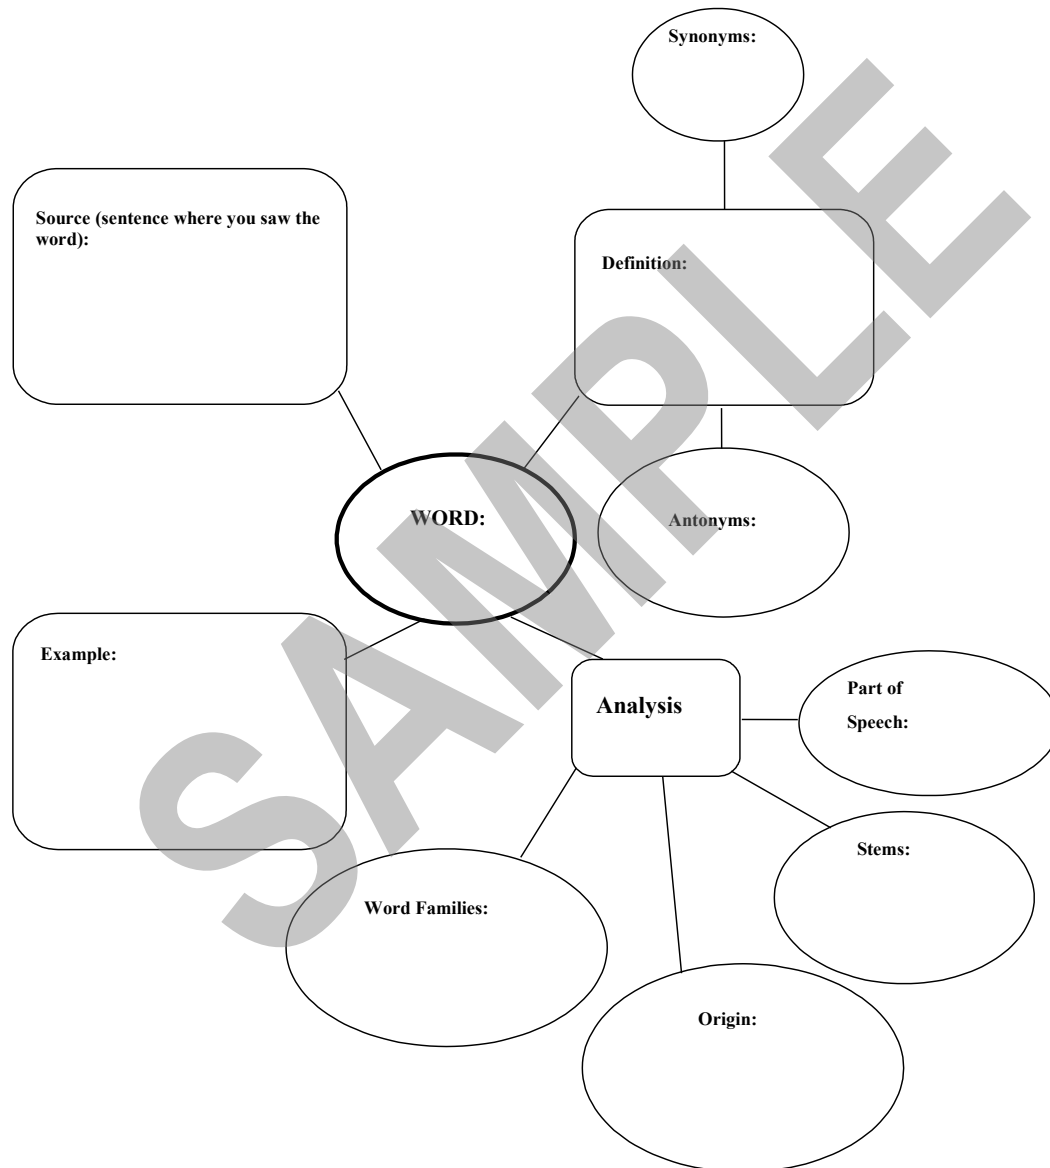 Synonyms:
Source (sentence where you saw the
word):
Definition:
WORD:
Antonyms:
Example:
Analysis
Part of
Speech:
Stems:
Word Families:
Origin:
SAMPLE